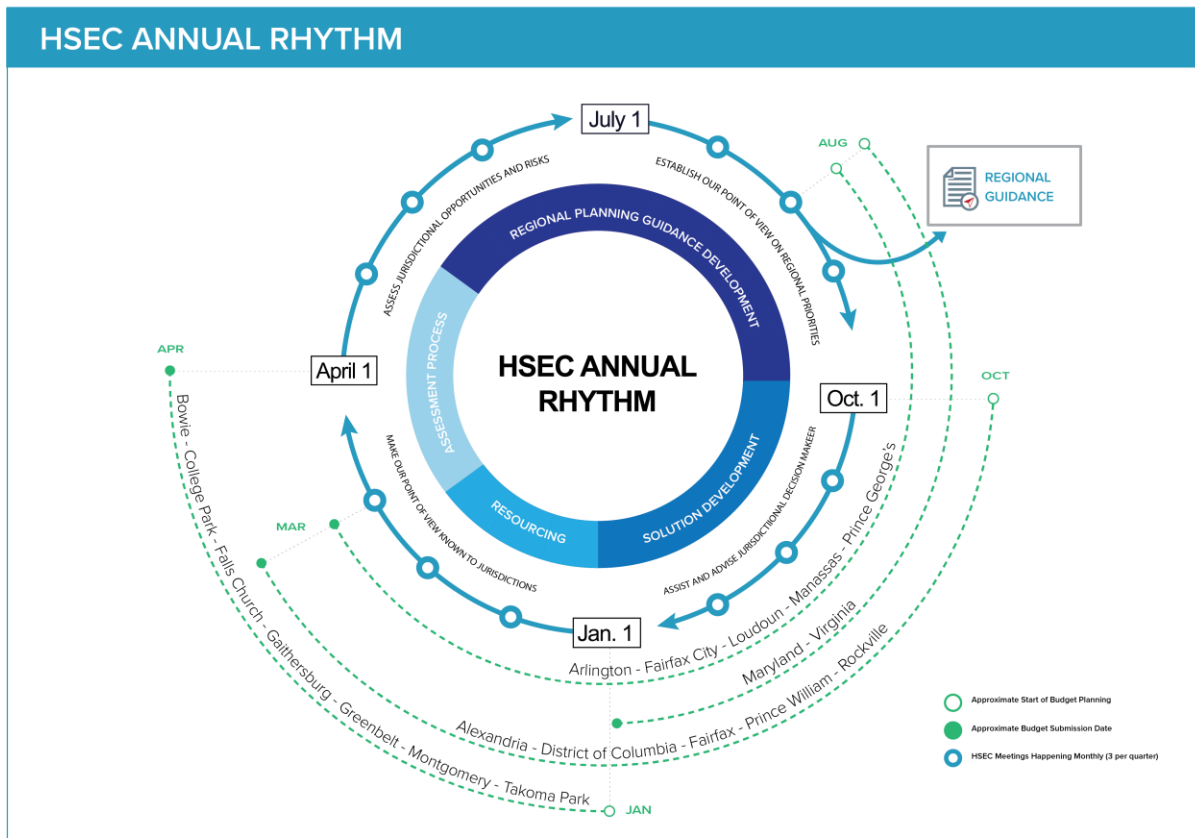 HSEC ANNUAL RHYTHM
July 1
AUG
REGIONAL
GUIDANCE
ASSESS JURISDICTIONAL OPPORTUNITIES AND RISKS
ESTABLISH OUR POINT OF VIEW ON REGIONAL PRIORITIES
REGIONAL PLANNING GUIDANCE DEVELOPMENT
ASSESSMENT PROCESS
HSEC ANNUAL
RHYTHM
APR
April 1
OCT
Oct. 1
SOLUTION DEVELOPMENT
RESOURCING
MAKE OUR POINT OF VIEW KNOWN TO JURISDICTIONS
ASSIST AND ADVISE JURISDICTIONAL DECISION MAKEER
MAR
Jan. 1
Arlington - Fairfax City - Loudoun - Manassas - Prince George's
Maryland - Virginia
Alexandria - District of Columbia - Fairfax - Prince William - Rockville
Bowie - College Park - Falls Church - Gaithersburg - Greenbelt - Montgomery - Takoma Park
JAN
Approximate Start of Budget Planning
Approximate Budget Submission Date
HSEC Meetings Happening Monthly (3 per quarter)